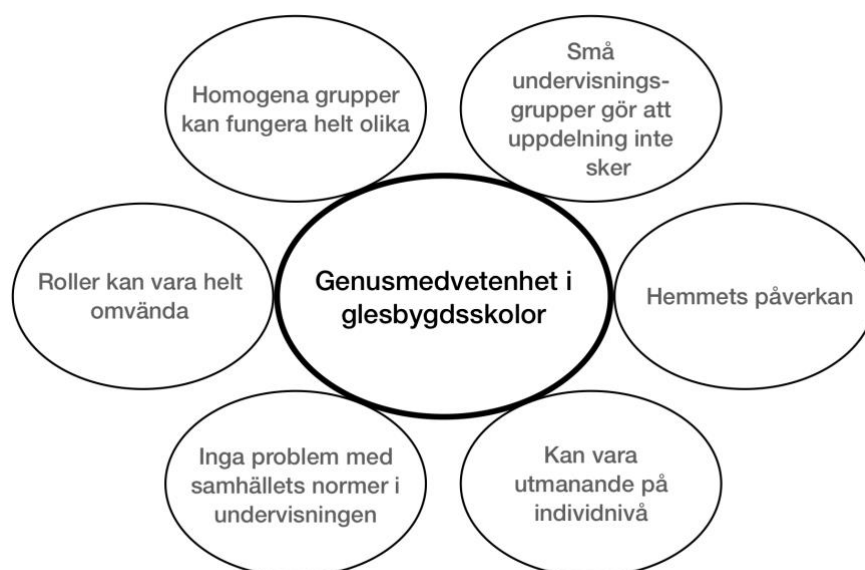 Homogena grupper
kan fungera helt olika
Små
undervisnings-
grupper gör att
uppdelning inte
sker
Roller kan vara helt
omvända
Genusmedvetenhet i
glesbygdsskolor
Hemmets påverkan
Inga problem med
samhällets normer i
undervisningen
Kan vara
utmanande på
individnivå